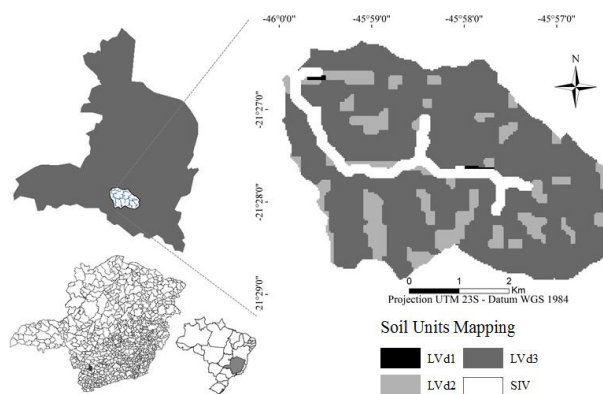 -46°0'0" -45°59'0" -45°58'0" -45°57'0"
N
-21°27'0"
-21°28'0"
-21°29'0"
0 1 2
Km
Projection UTM 23S - Datum WGS 1984
Soil Units Mapping
LVd1 LVd3
LVd2 SIV